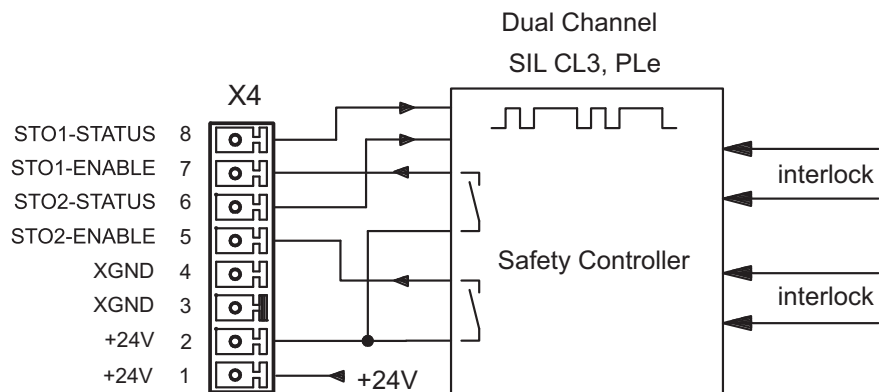 Dual Channel
SIL CL3, PLe
X4
STO1-STATUS 8
STO1-ENABLE 7
STO2-STATUS 6
STO2-ENABLE 5
XGND 4
XGND 3
+24V 2
+24V 1
+24V
Safety Controller
interlock
interlock